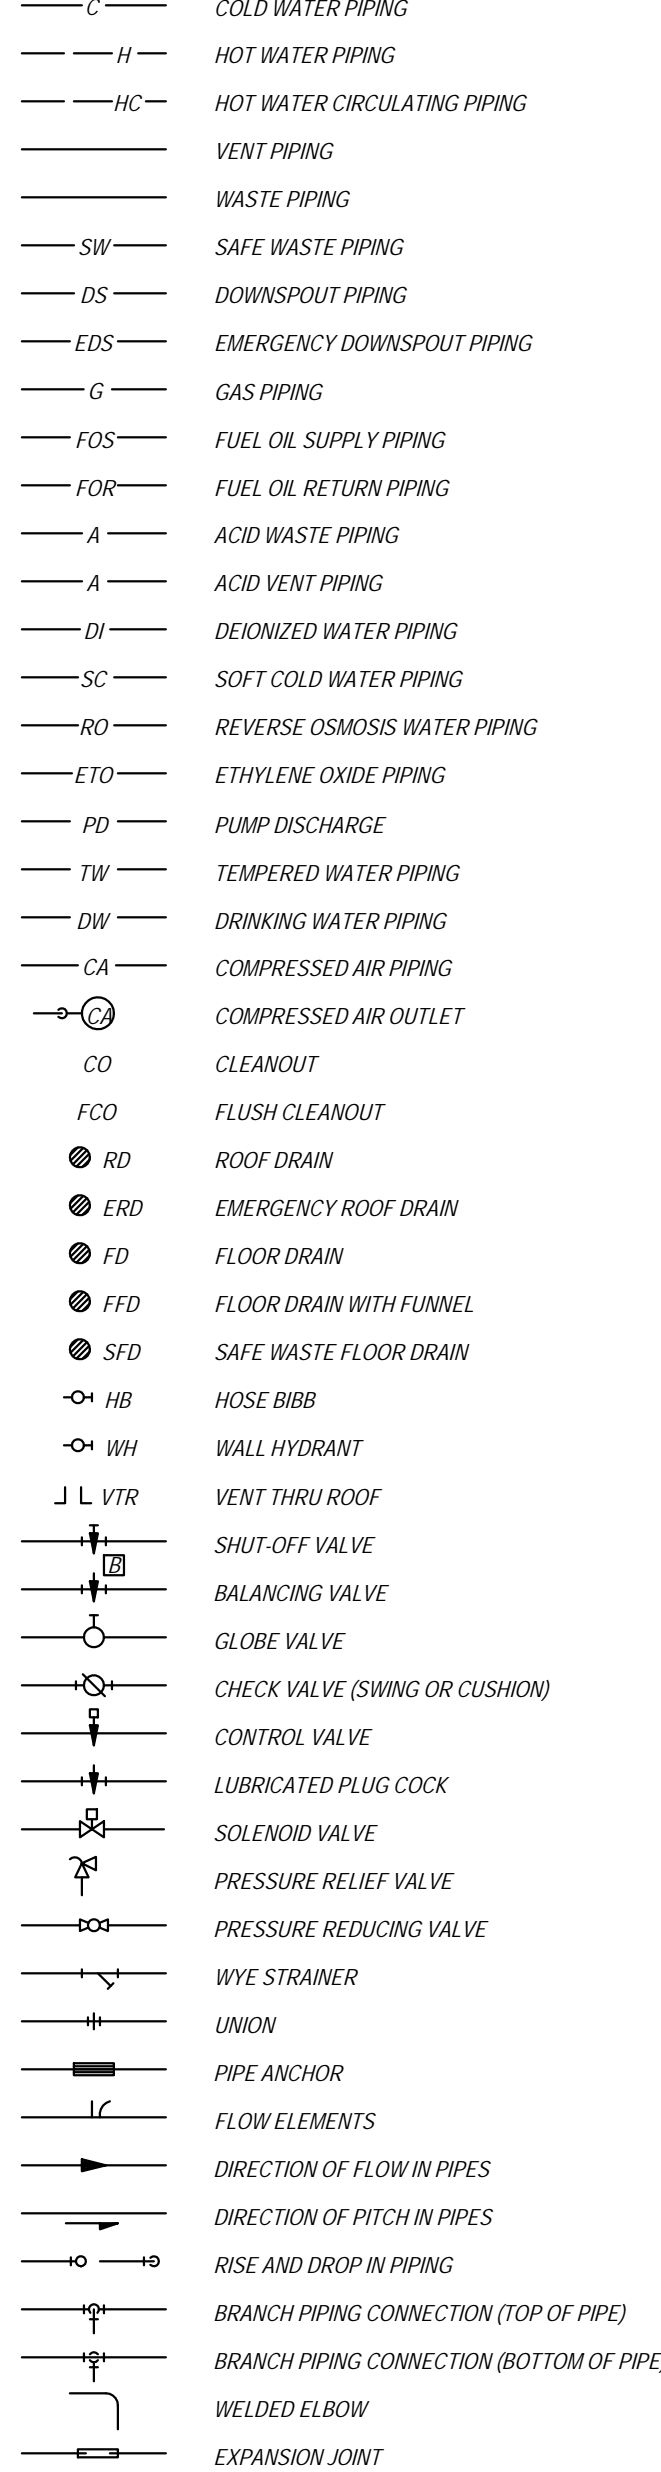 C COLD WATER PIPING
H HOT WATER PIPING
HC HOT WATER CIRCULATING PIPING
VENT PIPING
WASTE PIPING
SW SAFE WASTE PIPING
DS DOWNSPOUT PIPING
EDS EMERGENCY DOWNSPOUT PIPING
G GAS PIPING
FOS FUEL OIL SUPPLY PIPING
FOR FUEL OIL RETURN PIPING
A ACID WASTE PIPING
A ACID VENT PIPING
DI DEIONIZED WATER PIPING
SC SOFT COLD WATER PIPING
RO REVERSE OSMOSIS WATER PIPING
ETO ETHYLENE OXIDE PIPING
PD PUMP DISCHARGE
TW TEMPERED WATER PIPING
DW DRINKING WATER PIPING
CA COMPRESSED AIR PIPING
CA COMPRESSED AIR OUTLET
CO CLEANOUT
FCO FLUSH CLEANOUT
RD ROOF DRAIN
ERD EMERGENCY ROOF DRAIN
FD FLOOR DRAIN
FFD FLOOR DRAIN WITH FUNNEL
SFD SAFE WASTE FLOOR DRAIN
HB HOSE BIBB
WH WALL HYDRANT
VTR VENT THRU ROOF
SHUT-OFF VALVE
B
BALANCING VALVE
GLOBE VALVE
CHECK VALVE (SWING OR CUSHION)
CONTROL VALVE
LUBRICATED PLUG COCK
SOLENOID VALVE
PRESSURE RELIEF VALVE
PRESSURE REDUCING VALVE
WYE STRAINER
UNION
PIPE ANCHOR
FLOW ELEMENTS
DIRECTION OF FLOW IN PIPES
DIRECTION OF PITCH IN PIPES
RISE AND DROP IN PIPING
BRANCH PIPING CONNECTION (TOP OF PIPE)
BRANCH PIPING CONNECTION (BOTTOM OF PIPE)
WELDED ELBOW
EXPANSION JOINT